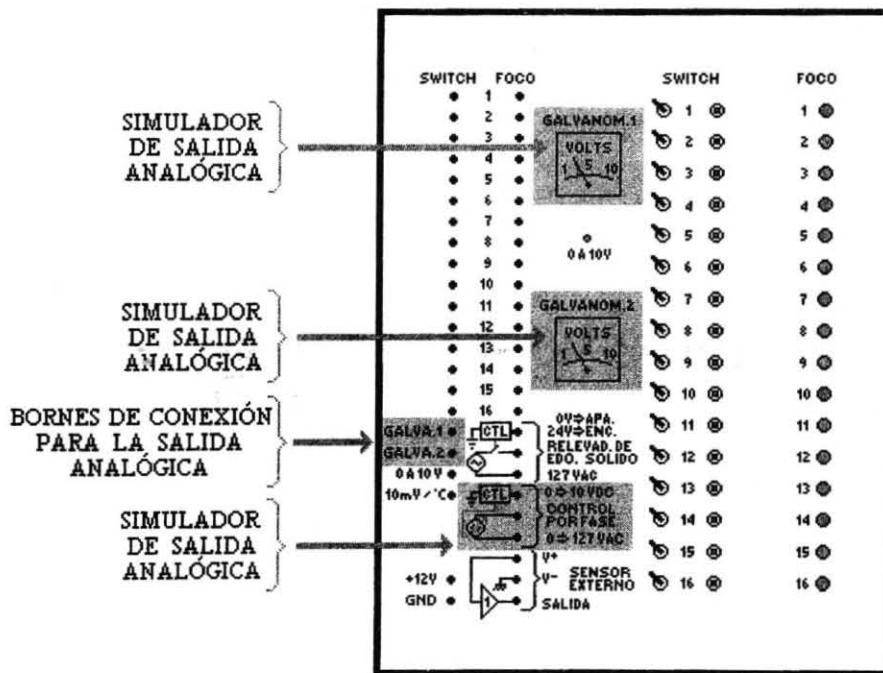 SIMULADOR
DE SALIDA
ANALÓGICA
SIMULADOR
DE SALIDA
ANALÓGICA
BORNES DE CONEXIÓN
PARA LA SALIDA
ANALÓGICA
SIMULADOR
DE SALIDA
ANALÓGICA
SWITCH FOCO
1
2
3
4
5
6
7
8
9
10
11
12
13
14
15
16
GALVA.1
GALVA.2
0 A 10V
10mV/°C
+12V
GND
GALVANOM.1
VOLTS
1 5 10
0 A 10V
GALVANOM.2
VOLTS
1 5 10
CTL
0V⇒APA.
24V⇒ENC.
RELEVAD. DE
EDO. SOLIDO
127VAC
CTL
0⇒10VDC
CONTROL
POR FASE
0⇒127VAC
V+
V-
SENSOR
EXTERNO
SALIDA
1
SWITCH FOCO
1 1
2 2
3 3
4 4
5 5
6 6
7 7
8 8
9 9
10 10
11 11
12 12
13 13
14 14
15 15
16 16